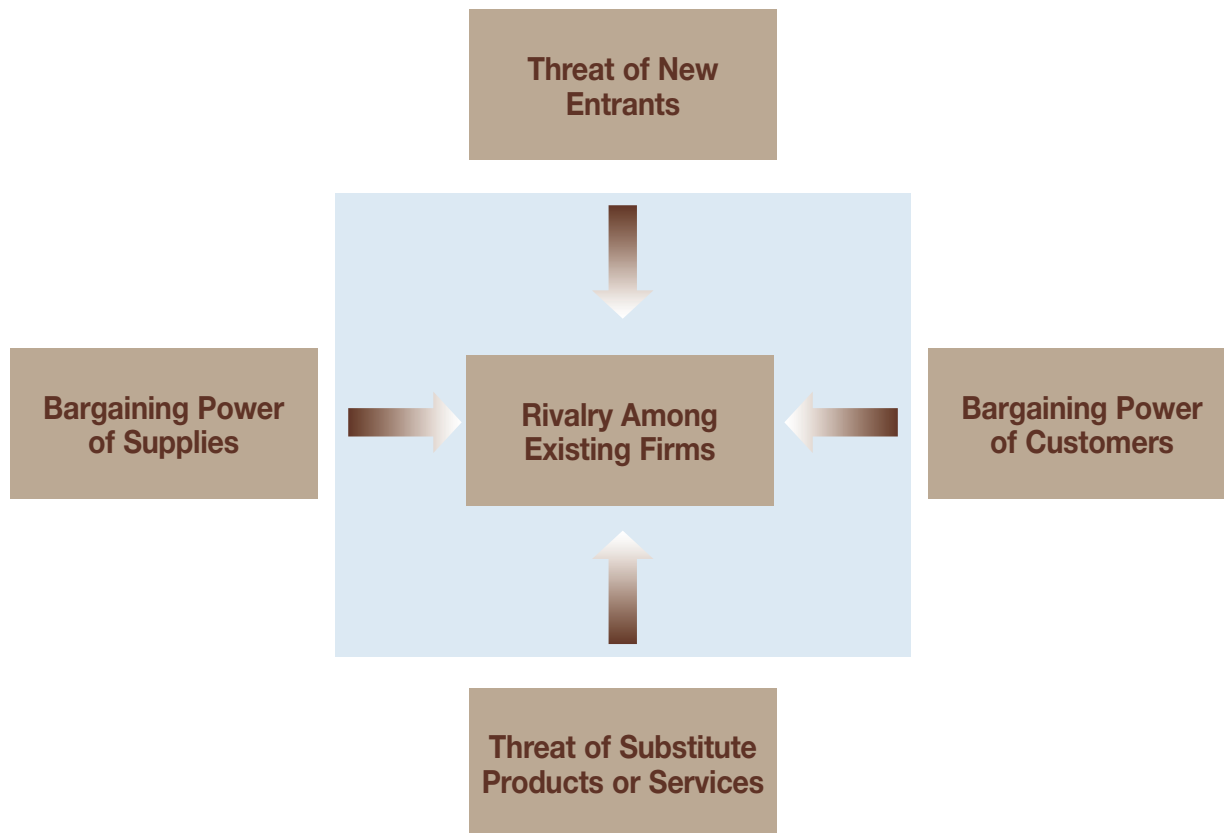 Threat of New
Entrants
Bargaining Power
of Supplies
Rivalry Among
Existing Firms
Bargaining Power
of Customers
Threat of Substitute
Products or Services